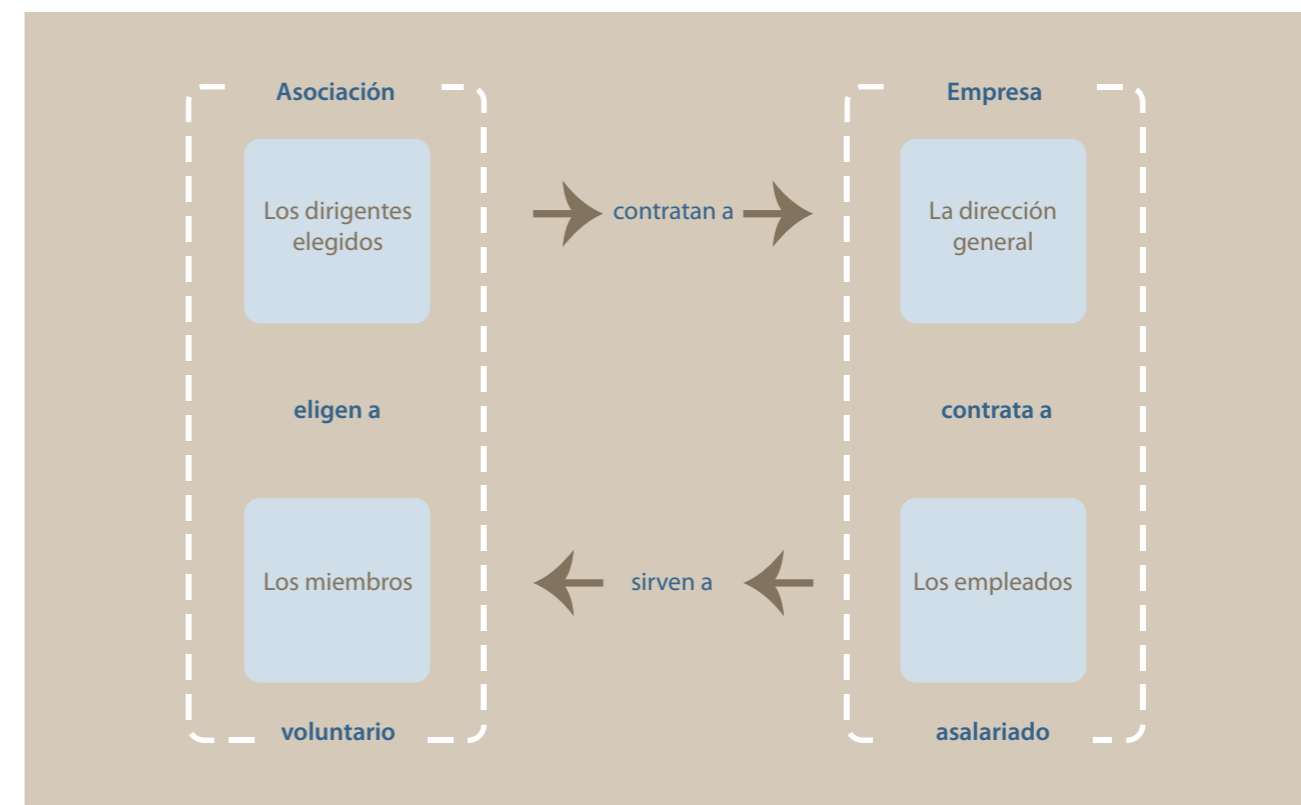 Asociación
Empresa
Los dirigentes
elegidos
contratan a
La dirección
general
eligen a
contrata a
Los miembros
sirven a
Los empleados
voluntario
asalariado